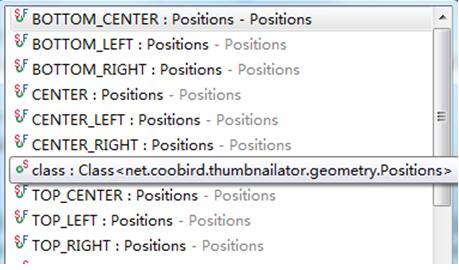 BOTTOM_CENTER : Positions - Positions
BOTTOM_LEFT : Positions - Positions
BOTTOM_RIGHT : Positions - Positions
CENTER : Positions - Positions
CENTER_LEFT : Positions - Positions
CENTER_RIGHT : Positions - Positions
class : Class<net.coobird.thumbnailator.geometry.Positions>
TOP_CENTER : Positions - Positions
TOP_LEFT : Positions - Positions
TOP_RIGHT : Positions - Positions